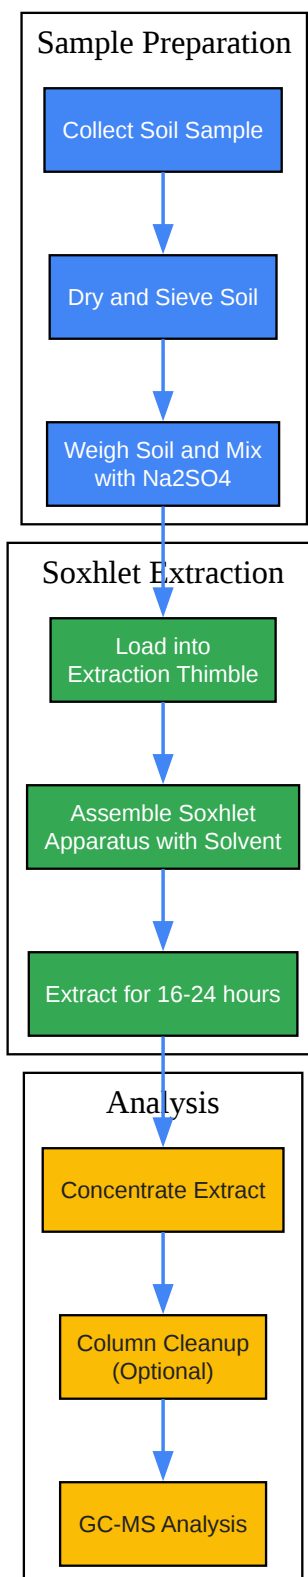 Sample Preparation
Collect Soil Sample
Dry and Sieve Soil
Weigh Soil and Mix
with Na2SO4
Soxhlet Extraction
Load into
Extraction Thimble
Assemble Soxhlet
Apparatus with Solvent
Extract for 16-24 hours
Analysis
Concentrate Extract
Column Cleanup
(Optional)
GC-MS Analysis